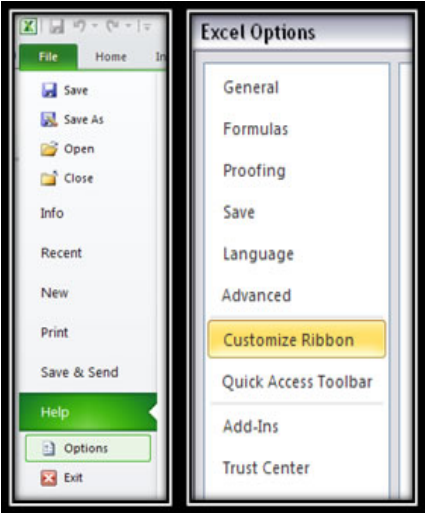 File Home In
Save
Save As
Open
Close
Info
Recent
New
Print
Save & Send
Help
Options
Exit
Excel Options
General
Formulas
Proofing
Save
Language
Advanced
Customize Ribbon
Quick Access Toolbar
Add-Ins
Trust Center